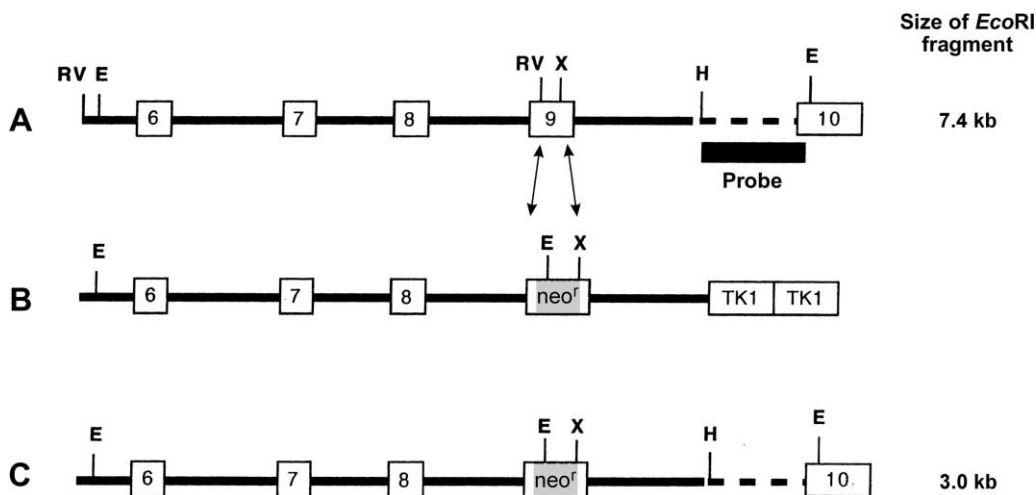 Size of EcoRI
fragment
RV E RV X H E
A 6 7 8 9 10 7.4 kb
Probe
E E X
B 6 7 8 neoʳ TK1 TK1
E E X H E
C 6 7 8 neoʳ 10. 3.0 kb